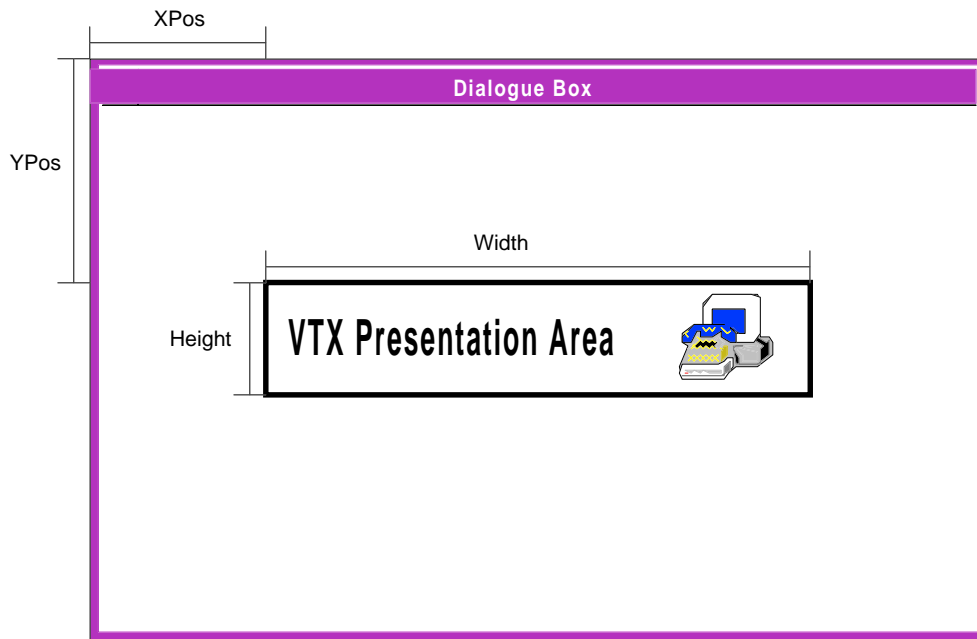 XPos
Dialogue Box
YPos
Width
Height
VTX Presentation Area